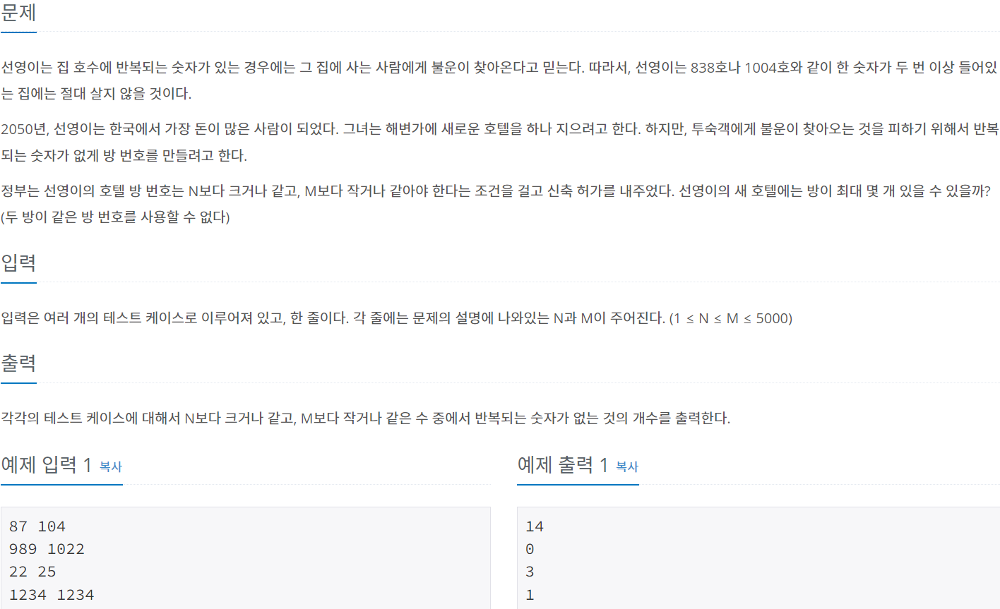 문제
선영이는 집 호수에 반복되는 숫자가 있는 경우에는 그 집에 사는 사람에게 불운이 찾아온다고 믿는다. 따라서, 선영이는 838호나 1004호와 같이 한 숫자가 두 번 이상 들어있
는 집에는 절대 살지 않을 것이다.
2050년, 선영이는 한국에서 가장 돈이 많은 사람이 되었다. 그녀는 해변가에 새로운 호텔을 하나 지으려고 한다. 하지만, 투숙객에게 불운이 찾아오는 것을 피하기 위해서 반복
되는 숫자가 없게 방 번호를 만들려고 한다.
정부는 선영이의 호텔 방 번호는 N보다 크거나 같고, M보다 작거나 같아야 한다는 조건을 걸고 신축 허가를 내주었다. 선영이의 새 호텔에는 방이 최대 몇 개 있을 수 있을까?
(두 방이 같은 방 번호를 사용할 수 없다)
입력
입력은 여러 개의 테스트 케이스로 이루어져 있고, 한 줄이다. 각 줄에는 문제의 설명에 나와있는 N과 M이 주어진다. (1 ≤ N ≤ M ≤ 5000)
출력
각각의 테스트 케이스에 대해서 N보다 크거나 같고, M보다 작거나 같은 수 중에서 반복되는 숫자가 없는 것의 개수를 출력한다.
예제 입력 1 복사
87 104
989 1022
22 25
1234 1234
예제 출력 1 복사
14
0
3
1